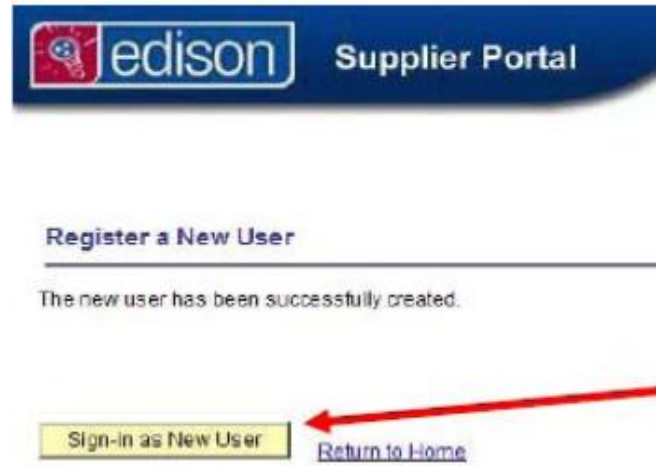 edison Supplier Portal
Register a New User
The new user has been successfully created.
Sign-in as New User Return to Home